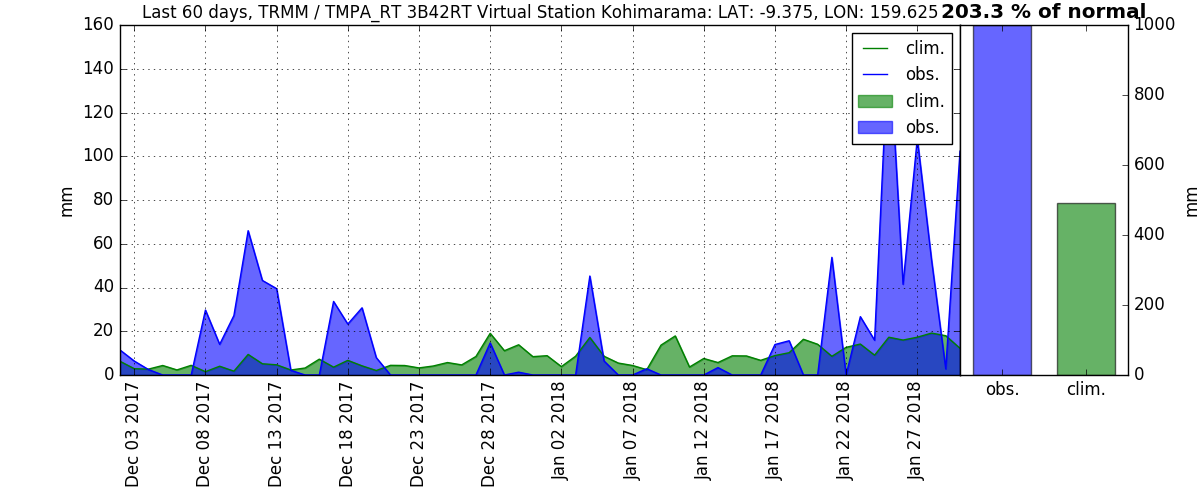 Last 60 days, TRMM / TMPA_RT 3B42RT Virtual Station Kohimarama: LAT: -9.375, LON: 159.625 203.3 % of normal
160
140
120
100
80
60
40
20
0
mm
clim.
obs.
clim.
obs.
1000
800
600
400
200
0
mm
Dec 03 2017
Dec 08 2017
Dec 13 2017
Dec 18 2017
Dec 23 2017
Dec 28 2017
Jan 02 2018
Jan 07 2018
Jan 12 2018
Jan 17 2018
Jan 22 2018
Jan 27 2018
obs. clim.